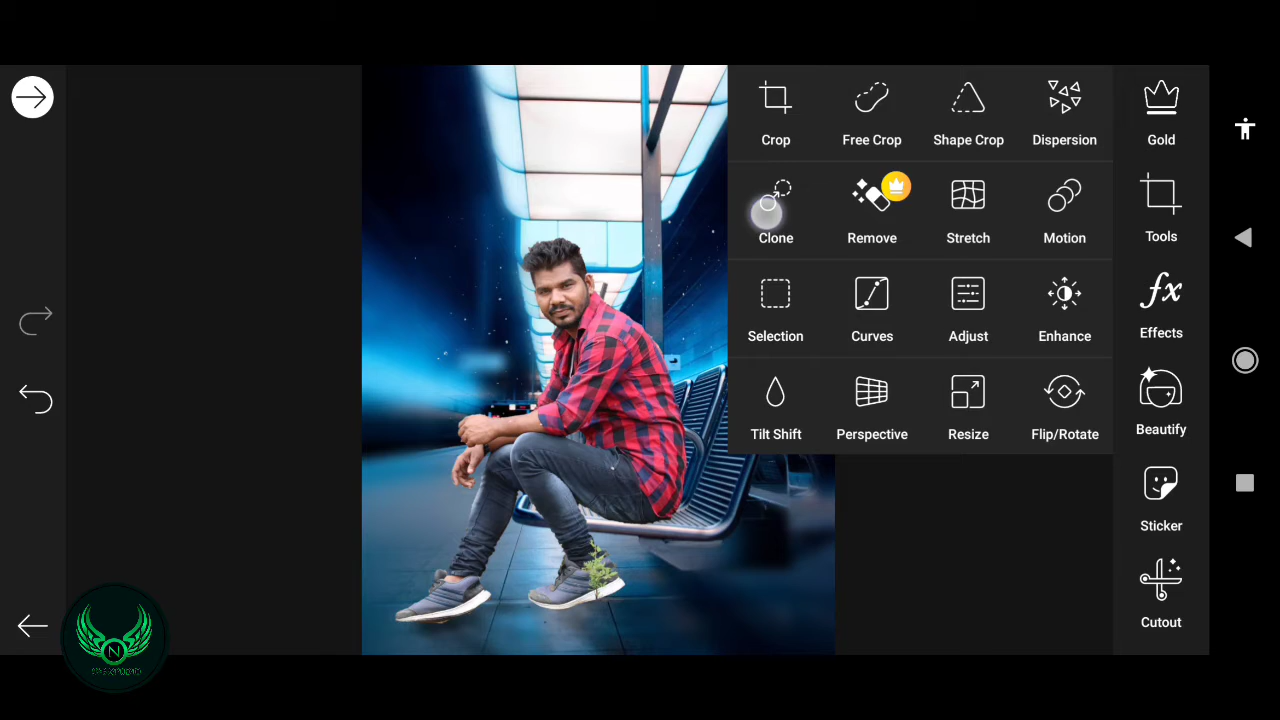 Crop Free Crop Shape Crop Dispersion Gold
Clone Remove Stretch Motion Tools
Selection Curves Adjust Enhance Effects
Tilt Shift Perspective Resize Flip/Rotate Beautify
Sticker
Cutout
fx
N